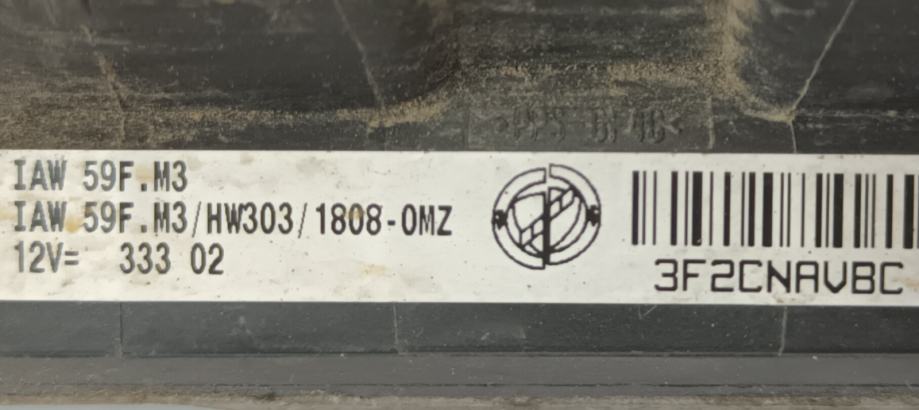 IAW 59F.M3
IAW 59F.M3/HW303/1808-0MZ
12V= 333 02
3F2CNAVBC